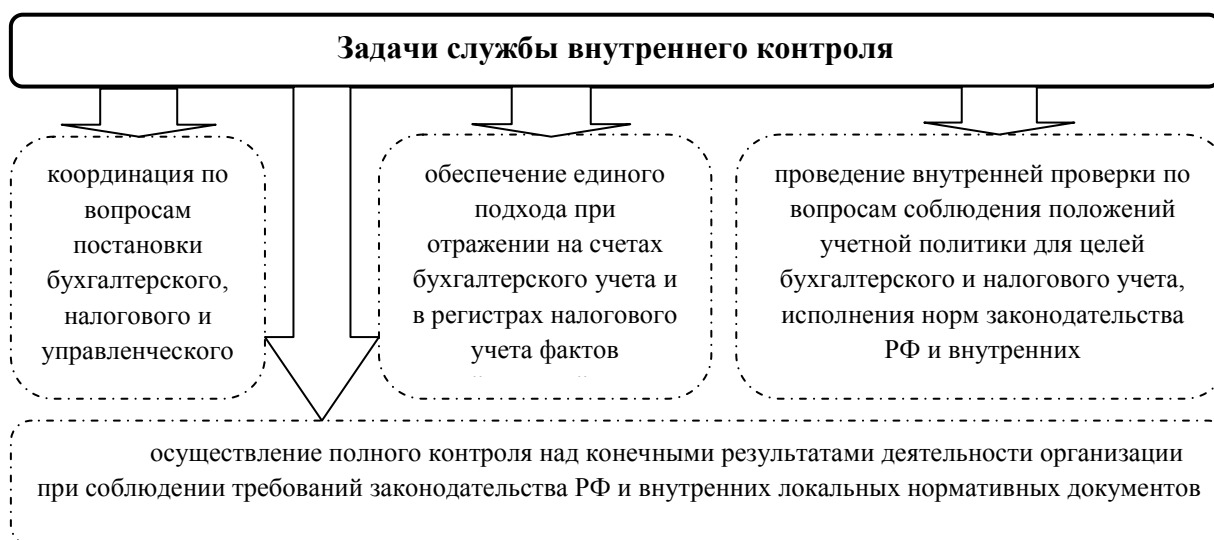 Задачи службы внутреннего контроля
координация по
вопросам
постановки
бухгалтерского,
налогового и
управленческого
обеспечение единого
подхода при
отражении на счетах
бухгалтерского учета и
в регистрах налогового
учета фактов
проведение внутренней проверки по
вопросам соблюдения положений
учетной политики для целей
бухгалтерского и налогового учета,
исполнения норм законодательства
РФ и внутренних
осуществление полного контроля над конечными результатами деятельности организации
при соблюдении требований законодательства РФ и внутренних локальных нормативных документов